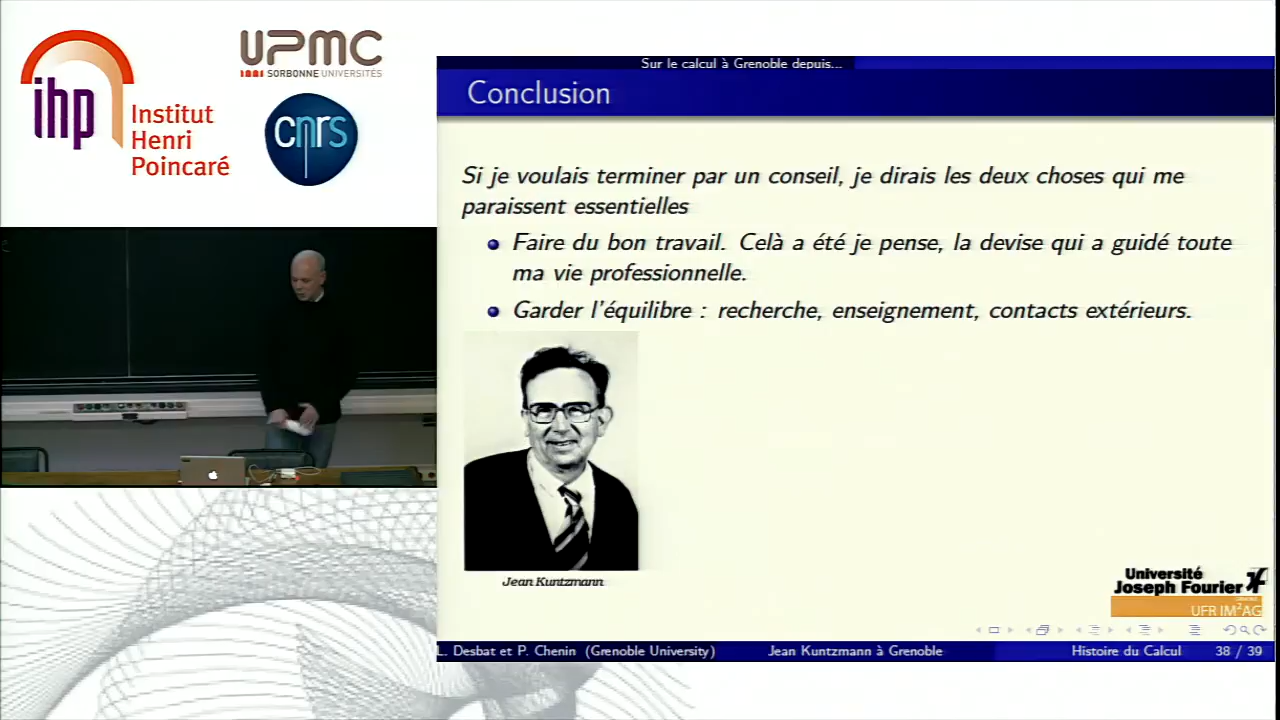 ihp
Institut
Henri
Poincaré
UPMC
SORBONNE UNIVERSITÉS
cnrs
Sur le calcul à Grenoble depuis...
Conclusion
Si je voulais terminer par un conseil, je dirais les deux choses qui me
paraissent essentielles
Faire du bon travail. Celà a été je pense, la devise qui a guidé toute
ma vie professionnelle.
Garder l'équilibre : recherche, enseignement, contacts extérieurs.
Jean Kuntzmann
Université
Joseph Fourier
UFR IM²AG
L. Desbat et P. Chenin (Grenoble University)
Jean Kuntzmann à Grenoble
Histoire du Calcul
38 / 39